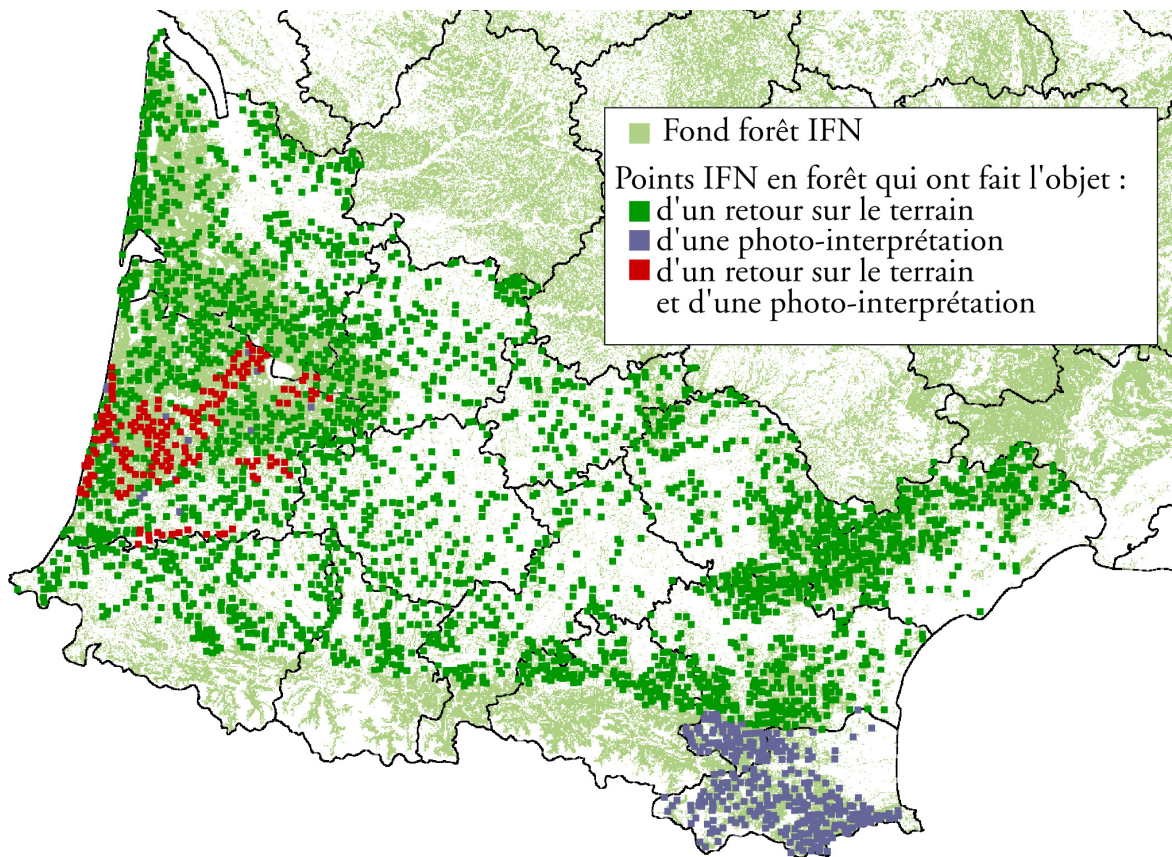 Fond forêt IFN
Points IFN en forêt qui ont fait l'objet :
d'un retour sur le terrain
d'une photo-interprétation
d'un retour sur le terrain
et d'une photo-interprétation